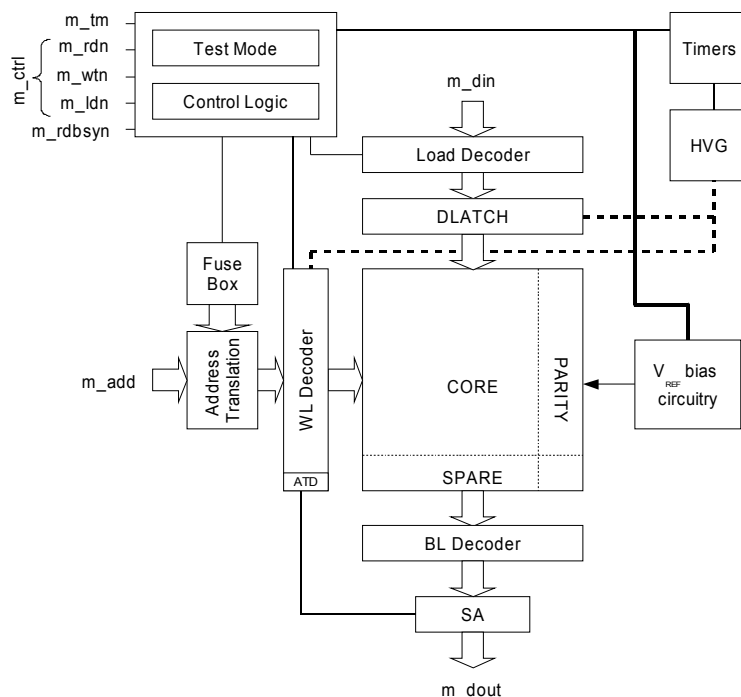 m_tm
m_rdn
m_wtn
m_ldn
m_rdbsyn
m_ctrl
Test Mode
Control Logic
Timers
HVG
m_din
Load Decoder
DLATCH
Fuse
Box
m_add
Address
Translation
WL Decoder
ATD
CORE
PARITY
SPARE
V REF bias
circuitry
BL Decoder
SA
m_dout